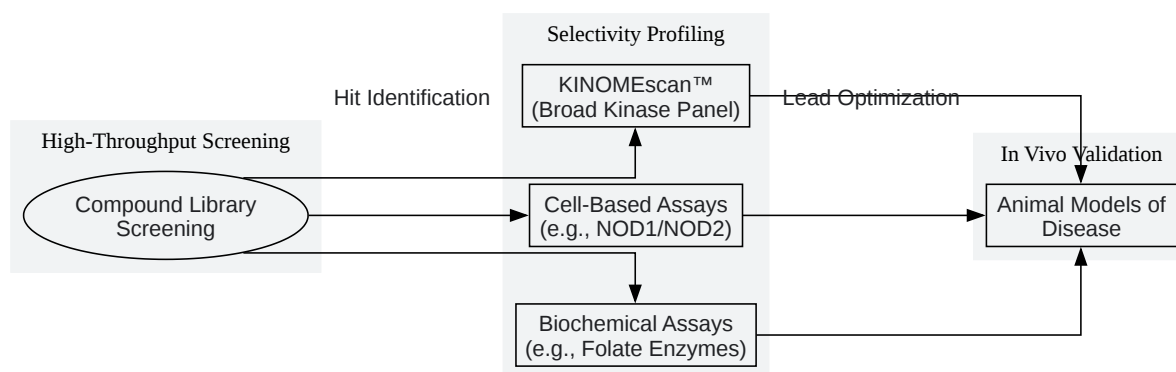 Selectivity Profiling
KINOMEscan™
(Broad Kinase Panel)
Hit Identification
Lead Optimization
High-Throughput Screening
In Vivo Validation
Compound Library
Screening
Cell-Based Assays
(e.g., NOD1/NOD2)
Animal Models of
Disease
Biochemical Assays
(e.g., Folate Enzymes)